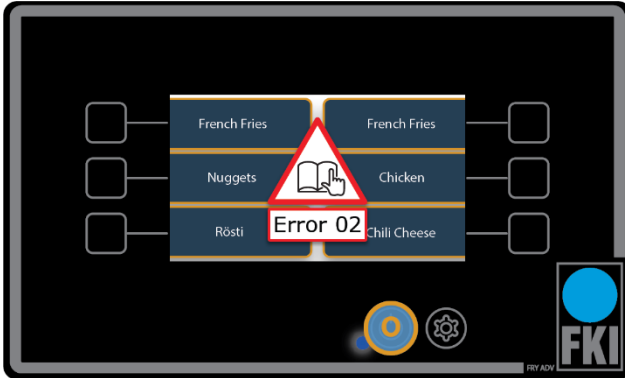 French Fries
French Fries
Nuggets
Chicken
Rösti
Error 02
Chili Cheese
O
FRY ADV
FKI